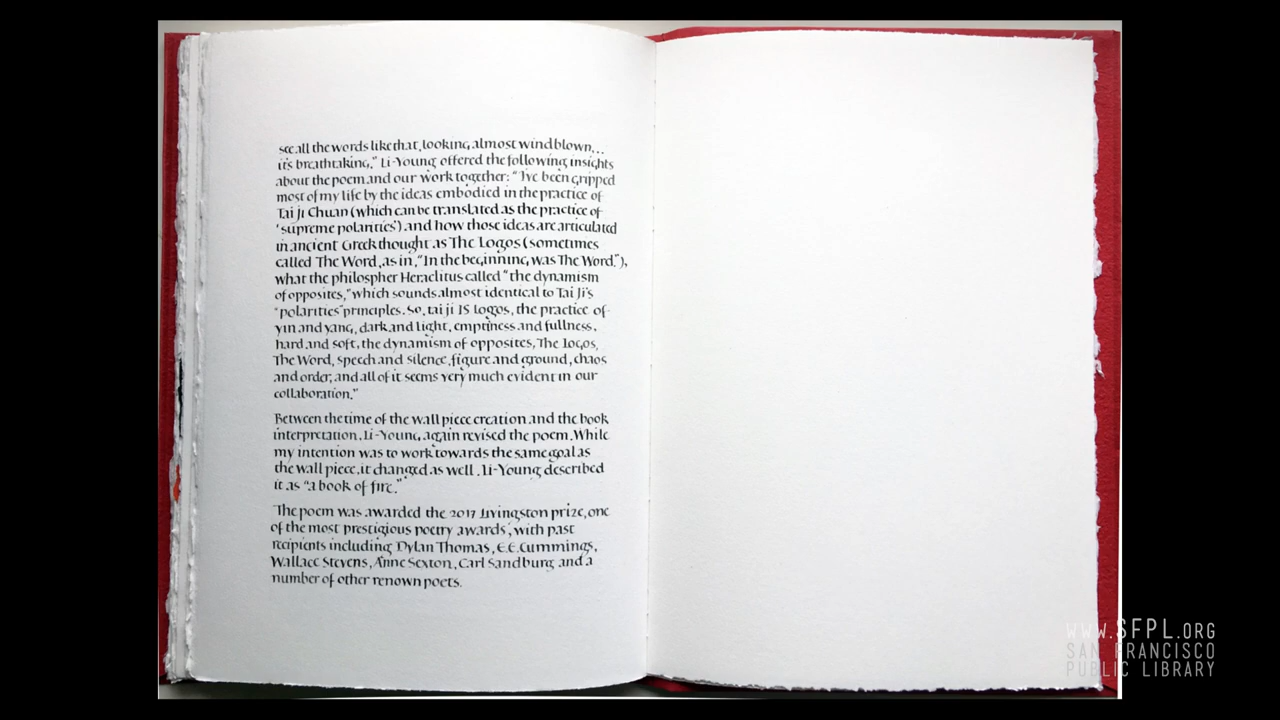 see all the words like that, looking almost wind blown...
it's breathtaking." Li-Young offered the following insights
about the poem and our work together: "I've been gripped
most of my life by the ideas embodied in the practice of
Tai Ji Chuan (which can be translated as the practice of
'supreme polarities') and how those ideas are articulated
in ancient Greek thought as The Logos (sometimes
called The Word, as in, "In the beginning was The Word."),
what the philospher Heraclitus called "the dynamism
of opposites," which sounds almost identical to Tai Ji's
"polarities" principles. So, tai ji IS logos, the practice of
yin and yang, dark and light, emptiness and fullness,
hard and soft, the dynamism of opposites, The Logos,
The Word, speech and silence, figure and ground, chaos
and order, and all of it seems very much evident in our
collaboration."
Between the time of the wall piece creation and the book
interpretation, Li-Young again revised the poem. While
my intention was to work towards the same goal as
the wall piece, it changed as well. Li-Young described
it as "a book of fire."
The poem was awarded the 2017 Livingston prize, one
of the most prestigious poetry awards, with past
recipients including Dylan Thomas, E.E. Cummings,
Wallace Stevens, Anne Sexton, Carl Sandburg and a
number of other renown poets.
WWW.SFPL.ORG
SAN FRANCISCO
PUBLIC LIBRARY